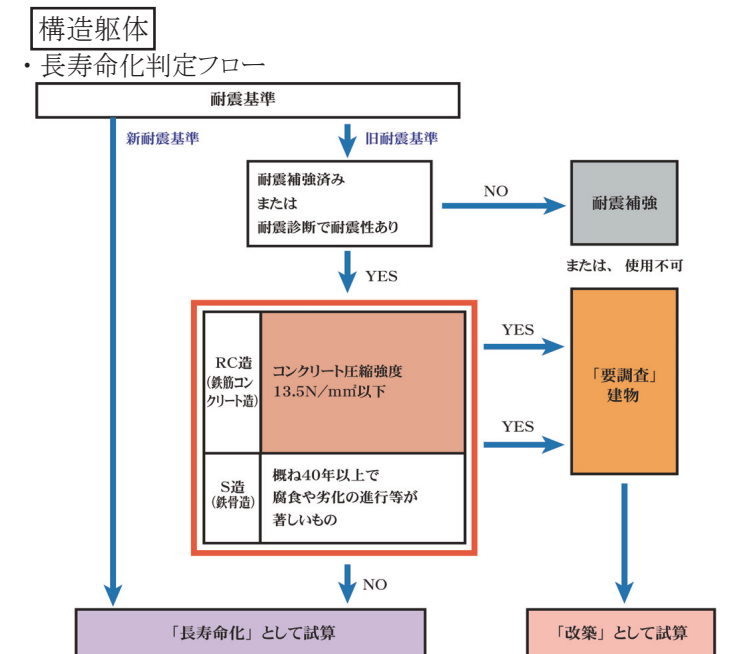 構造躯体
・長寿命化判定フロー
耐震基準
新耐震基準
旧耐震基準
耐震補強済み
または
耐震診断で耐震性あり
NO
耐震補強
または、使用不可
YES
RC造
(鉄筋コン
クリート造)
コンクリート圧縮強度
13.5N/mm²以下
YES
YES
「要調査」
建物
S造
(鉄骨造)
概ね40年以上で
腐食や劣化の進行等が
著しいもの
NO
「長寿命化」として試算
「改築」として試算